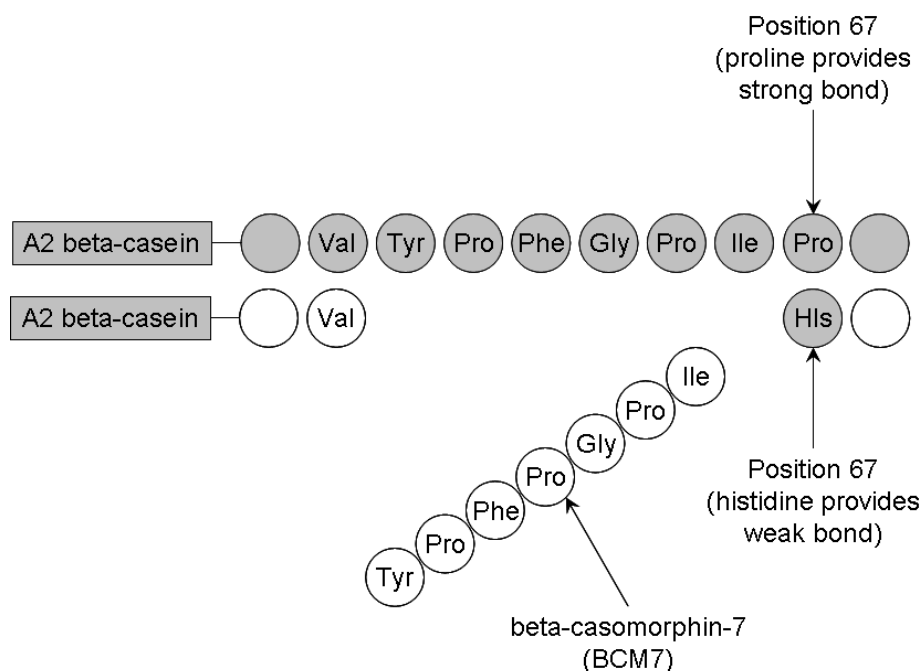 Position 67
(proline provides
strong bond)
A2 beta-casein Val Tyr Pro Phe Gly Pro Ile Pro
A2 beta-casein Val HIs
Ile
Pro
Gly
Pro
Phe
Pro
Tyr
Position 67
(histidine provides
weak bond)
beta-casomorphin-7
(BCM7)